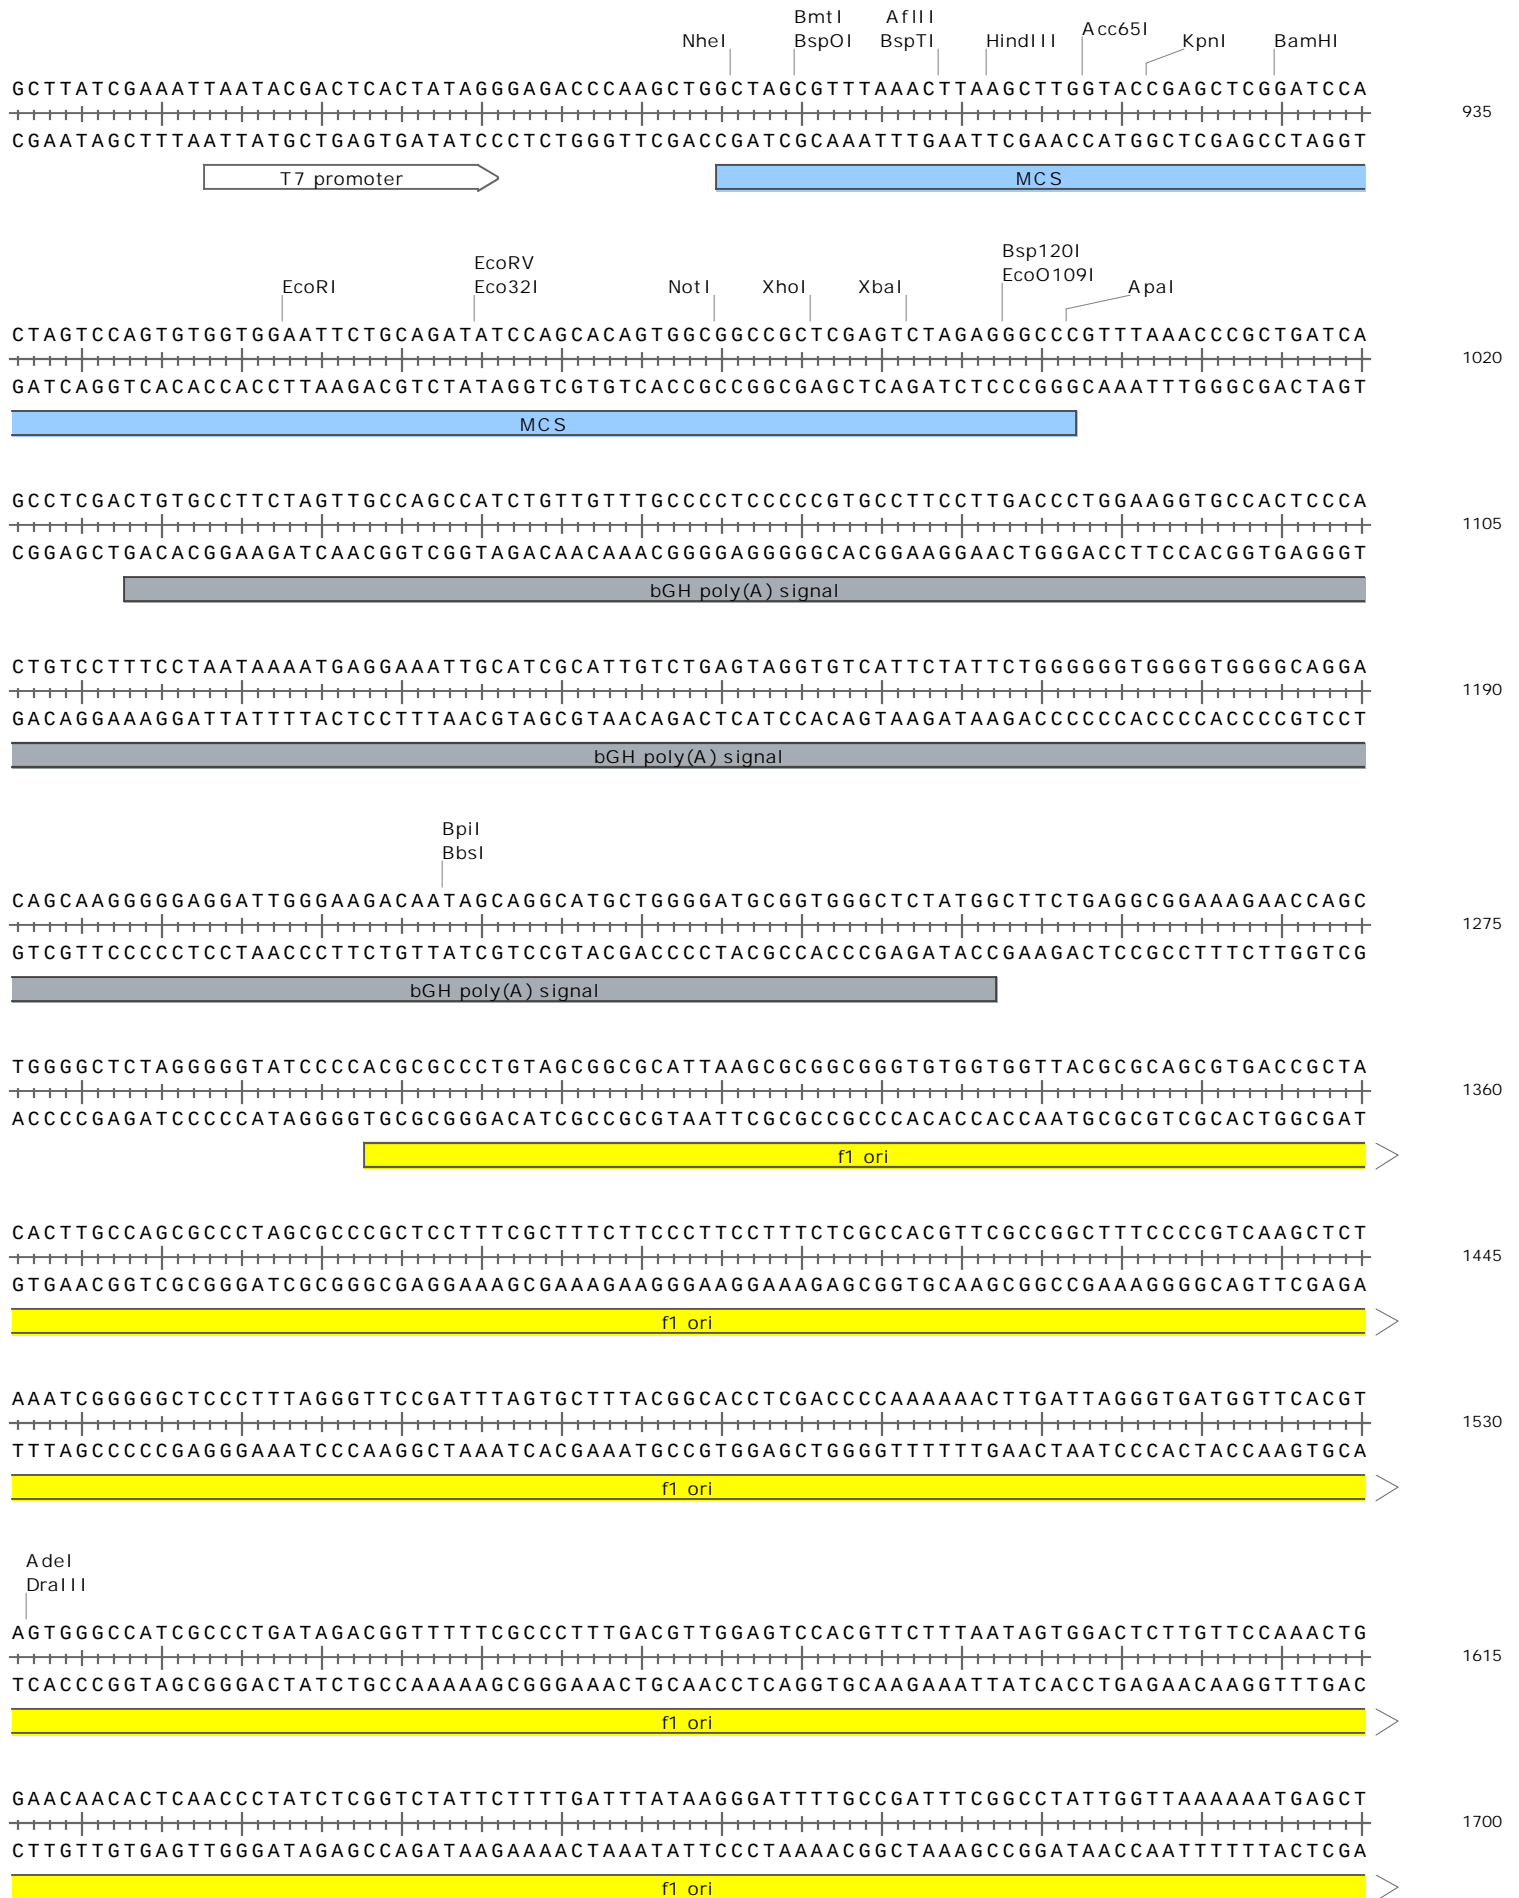 BmtI AflII
NheI BspOI BspTI HindIII Acc65I KpnI BamHI
GCTTATCGAAATTAATACGACTCACTATAGGGAGACCCAAGCTGGCTAGCGTTTAAACTTAAGCTTGGTACCGAGCTCGGATCCA
935
CGAATAGCTTTAATTATGCTGAGTGATATCCCTCTGGGTTCGACCGATCGCAAATTTGAATTCGAACCATGGCTCGAGCCTAGGT
T7 promoter MCS
Bsp120I
EcoRV EcoO109I
EcoRI Eco32I NotI XhoI XbaI ApaI
CTAGTCCAGTGTGGTGGAATTCTGCAGATATCCAGCACAGTGGCGGCCGCTCGAGTCTAGAGGGCCCGTTTAAACCCGCTGATCA
1020
GATCAGGTCACACCACCTTAAGACGTCTATAGGTCGTGTCACCGCCGGCGAGCTCAGATCTCCCGGGCAAATTTGGGCGACTAGT
MCS
GCCTCGACTGTGCCTTCTAGTTGCCAGCCATCTGTTGTTTGCCCCTCCCCCGTGCCTTCCTTGACCCTGGAAGGTGCCACTCCCA
1105
CGGAGCTGACACGGAAGATCAACGGTCGGTAGACAACAAACGGGGAGGGGGCACGGAAGGAACTGGGACCTTCCACGGTGAGGGT
bGH poly(A) signal
CTGTCCTTTCCTAATAAAATGAGGAAATTGCATCGCATTGTCTGAGTAGGTGTCATTCTATTCTGGGGGGTGGGGTGGGGCAGGA
1190
GACAGGAAAGGATTATTTTACTCCTTTAACGTAGCGTAACAGACTCATCCACAGTAAGATAAGACCCCCCACCCCACCCCGTCCT
bGH poly(A) signal
BpiI
BbsI
CAGCAAGGGGGAGGATTGGGAAGACAATAGCAGGCATGCTGGGGATGCGGTGGGCTCTATGGCTTCTGAGGCGGAAAGAACCAGC
1275
GTCGTTCCCCCTCCTAACCCTTCTGTTATCGTCCGTACGACCCCTACGCCACCCGAGATACCGAAGACTCCGCCTTTCTTGGTCG
bGH poly(A) signal
TGGGGCTCTAGGGGGTATCCCCACGCGCCCTGTAGCGGCGCATTAAGCGCGGCGGGTGTGGTGGTTACGCGCAGCGTGACCGCTA
1360
ACCCCGAGATCCCCCATAGGGGTGCGCGGGACATCGCCGCGTAATTCGCGCCGCCCACACCACCAATGCGCGTCGCACTGGCGAT
f1 ori
CACTTGCCAGCGCCCTAGCGCCCGCTCCTTTCGCTTTCTTCCCTTCCTTTCTCGCCACGTTCGCCGGCTTTCCCCGTCAAGCTCT
1445
GTGAACGGTCGCGGGATCGCGGGCGAGGAAAGCGAAAGAAGGGAAGGAAAGAGCGGTGCAAGCGGCCGAAAGGGGCAGTTCGAGA
f1 ori
AAATCGGGGGCTCCCTTTAGGGTTCCGATTTAGTGCTTTACGGCACCTCGACCCCAAAAAACTTGATTAGGGTGATGGTTCACGT
1530
TTTAGCCCCCGAGGGAAATCCCAAGGCTAAATCACGAAATGCCGTGGAGCTGGGGTTTTTTGAACTAATCCCACTACCAAGTGCA
f1 ori
AdeI
DraIII
AGTGGGCCATCGCCCTGATAGACGGTTTTTCGCCCTTTGACGTTGGAGTCCACGTTCTTTAATAGTGGACTCTTGTTCCAAACTG
1615
TCACCCGGTAGCGGGACTATCTGCCAAAAAGCGGGAAACTGCAACCTCAGGTGCAAGAAATTATCACCTGAGAACAAGGTTTGAC
f1 ori
GAACAACACTCAACCCTATCTCGGTCTATTCTTTTGATTTATAAGGGATTTTGCCGATTTCGGCCTATTGGTTAAAAAATGAGCT
1700
CTTGTTGTGAGTTGGGATAGAGCCAGATAAGAAAACTAAATATTCCCTAAAACGGCTAAAGCCGGATAACCAATTTTTTACTCGA
f1 ori